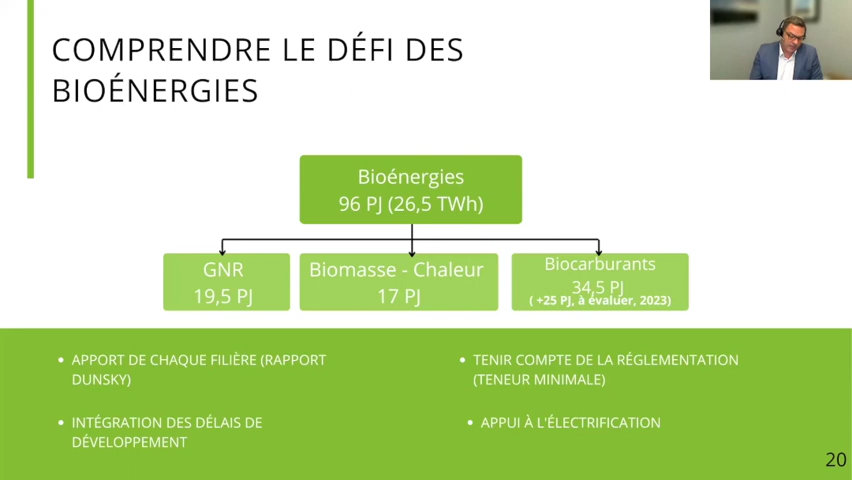 COMPRENDRE LE DÉFI DES
BIOÉNERGIES
Bioénergies
96 PJ (26,5 TWh)
GNR
19,5 PJ
Biomasse - Chaleur
17 PJ
Biocarburants
34,5 PJ
( +25 PJ, à évaluer, 2023)
• APPORT DE CHAQUE FILIÈRE (RAPPORT
DUNSKY)
• INTÉGRATION DES DÉLAIS DE
DÉVELOPPEMENT
• TENIR COMPTE DE LA RÉGLEMENTATION
(TENEUR MINIMALE)
• APPUI À L'ÉLECTRIFICATION
20